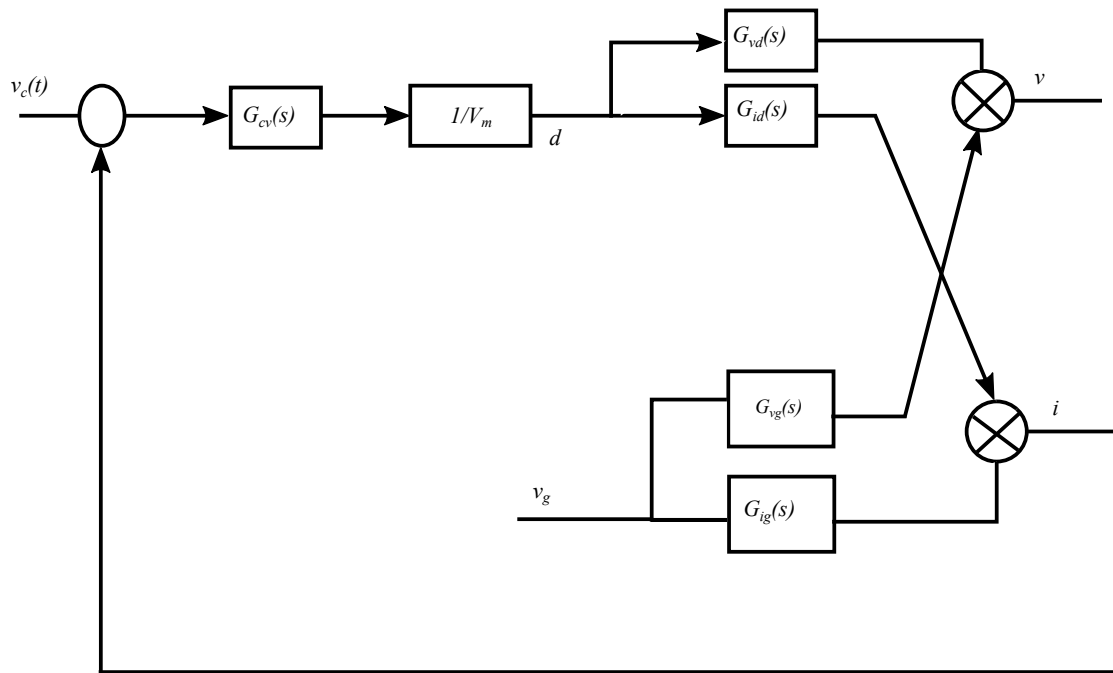 G_vd(s)
v_c(t)
v
G_cv(s)
1/V_m
d
G_id(s)
G_vg(s)
i
v_g
G_ig(s)